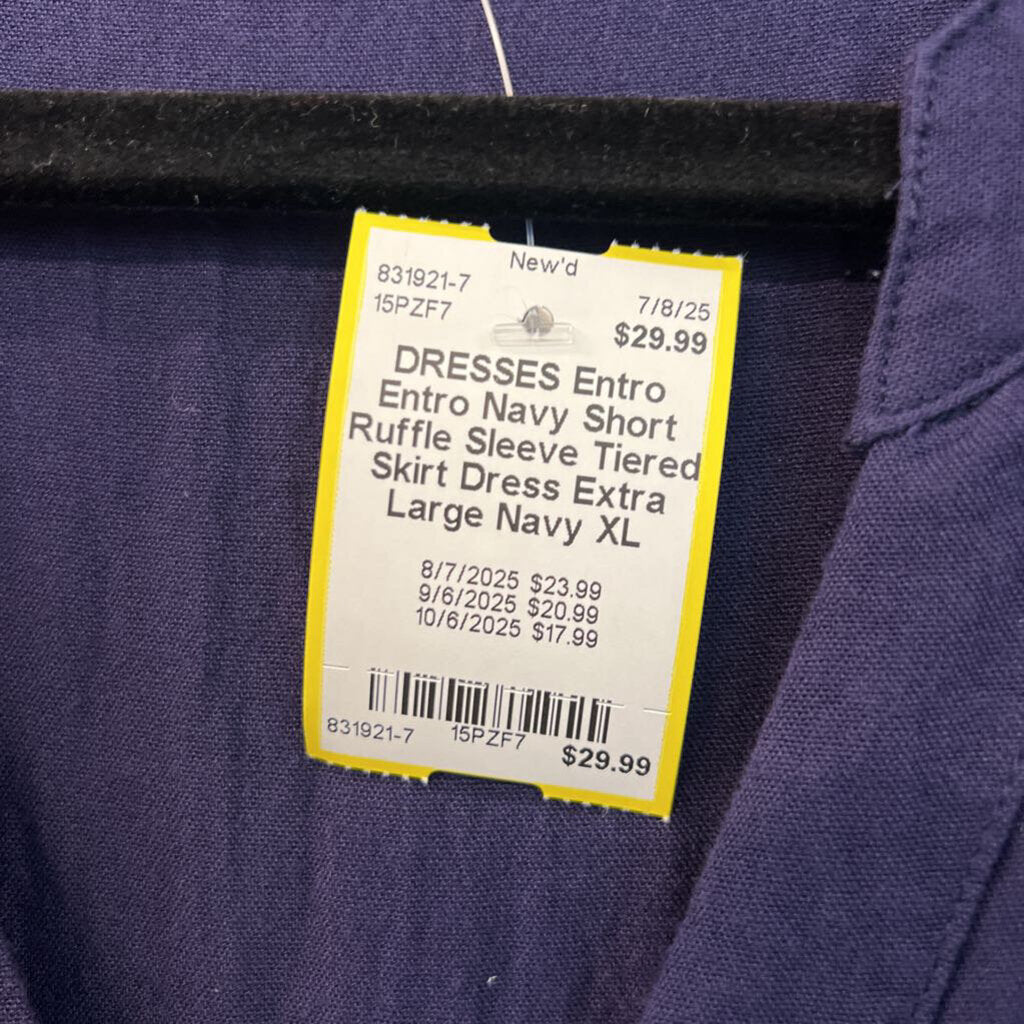 New'd
831921-7
7/8/25
15PZF7
$29.99
DRESSES Entro
Entro Navy Short
Ruffle Sleeve Tiered
Skirt Dress Extra
Large Navy XL
8/7/2025 $23.99
9/6/2025 $20.99
10/6/2025 $17.99
831921-7 15PZF7 $29.99